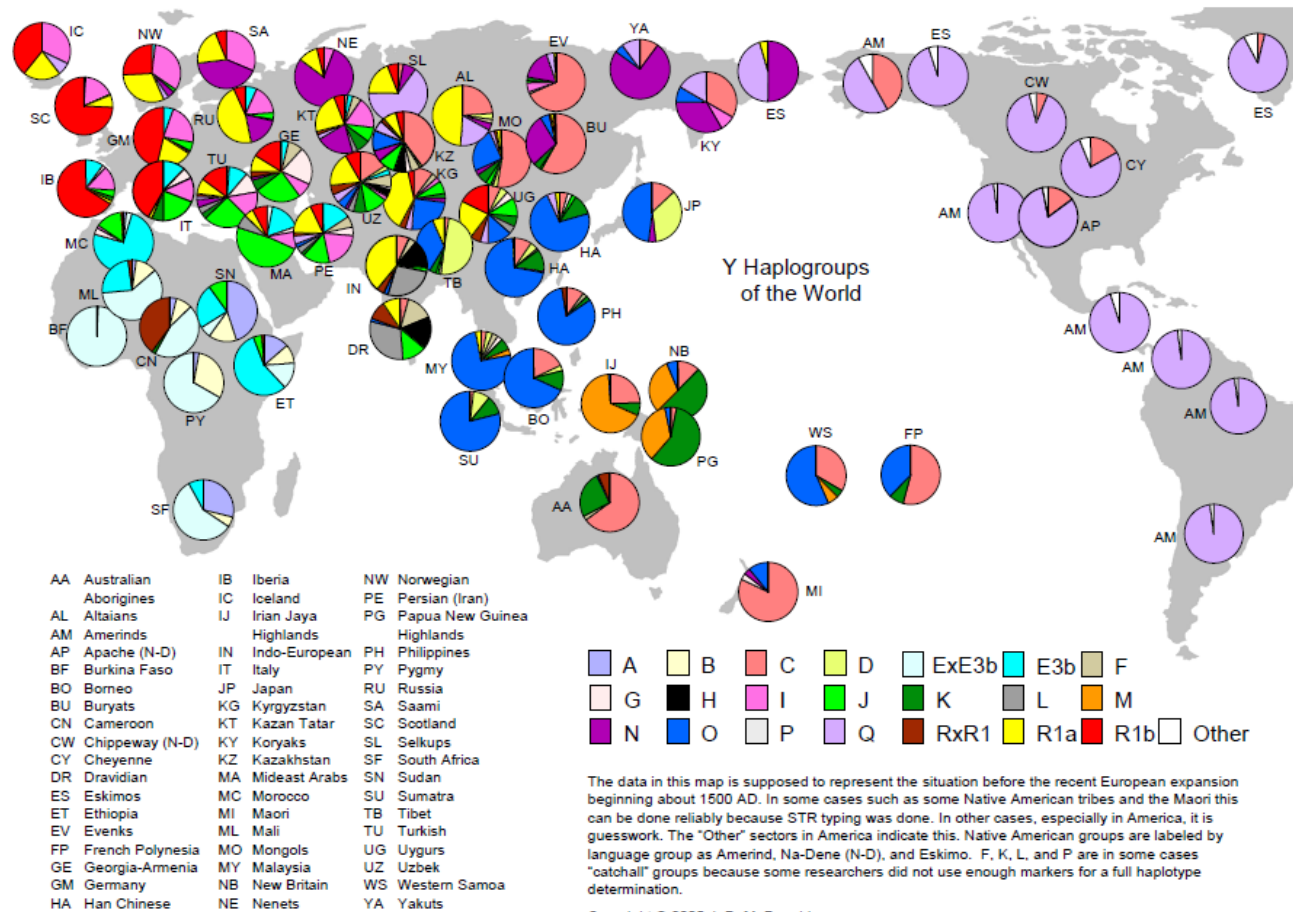 IC
NW
SA
NE
SL
EV
YA
ES
AM
ES
CW
ES
SC
GM
RU
KT
GE
AL
MO
KZ
BU
KY
CY
IB
TU
KG
UG
UZ
IT
JP
AM
AP
MC
MA
PE
IN
TB
HA
HA
Y Haplogroups
of the World
ML
SN
BF
CN
DR
PH
AM
PY
ET
MY
BO
IJ
NB
AM
AM
SU
PG
WS
FP
SF
AA
AM
MI
AA Australian
Aborigines
AL Altaians
AM Amerinds
AP Apache (N-D)
BF Burkina Faso
BO Borneo
BU Buryats
CN Cameroon
CW Chippeway (N-D)
CY Cheyenne
DR Dravidian
ES Eskimos
ET Ethiopia
EV Evenks
FP French Polynesia
GE Georgia-Armenia
GM Germany
HA Han Chinese
IB Iberia
IC Iceland
IJ Irian Jaya
Highlands
IN Indo-European
IT Italy
JP Japan
KG Kyrgyzstan
KT Kazan Tatar
KY Koryaks
KZ Kazakhstan
MA Mideast Arabs
MC Morocco
MI Maori
ML Mali
MO Mongols
MY Malaysia
NB New Britain
NE Nenets
NW Norwegian
PE Persian (Iran)
PG Papua New Guinea
Highlands
PH Philippines
PY Pygmy
RU Russia
SA Saami
SC Scotland
SL Selkups
SF South Africa
SN Sudan
SU Sumatra
TB Tibet
TU Turkish
UG Uygurs
UZ Uzbek
WS Western Samoa
YA Yakuts
A B C D ExE3b E3b F
G H I J K L M
N O P Q RxR1 R1a R1b Other
The data in this map is supposed to represent the situation before the recent European expansion
beginning about 1500 AD. In some cases such as some Native American tribes and the Maori this
can be done reliably because STR typing was done. In other cases, especially in America, it is
guesswork. The "Other" sectors in America indicate this. Native American groups are labeled by
language group as Amerind, Na-Dene (N-D), and Eskimo. F, K, L, and P are in some cases
"catchall" groups because some researchers did not use enough markers for a full haplotype
determination.